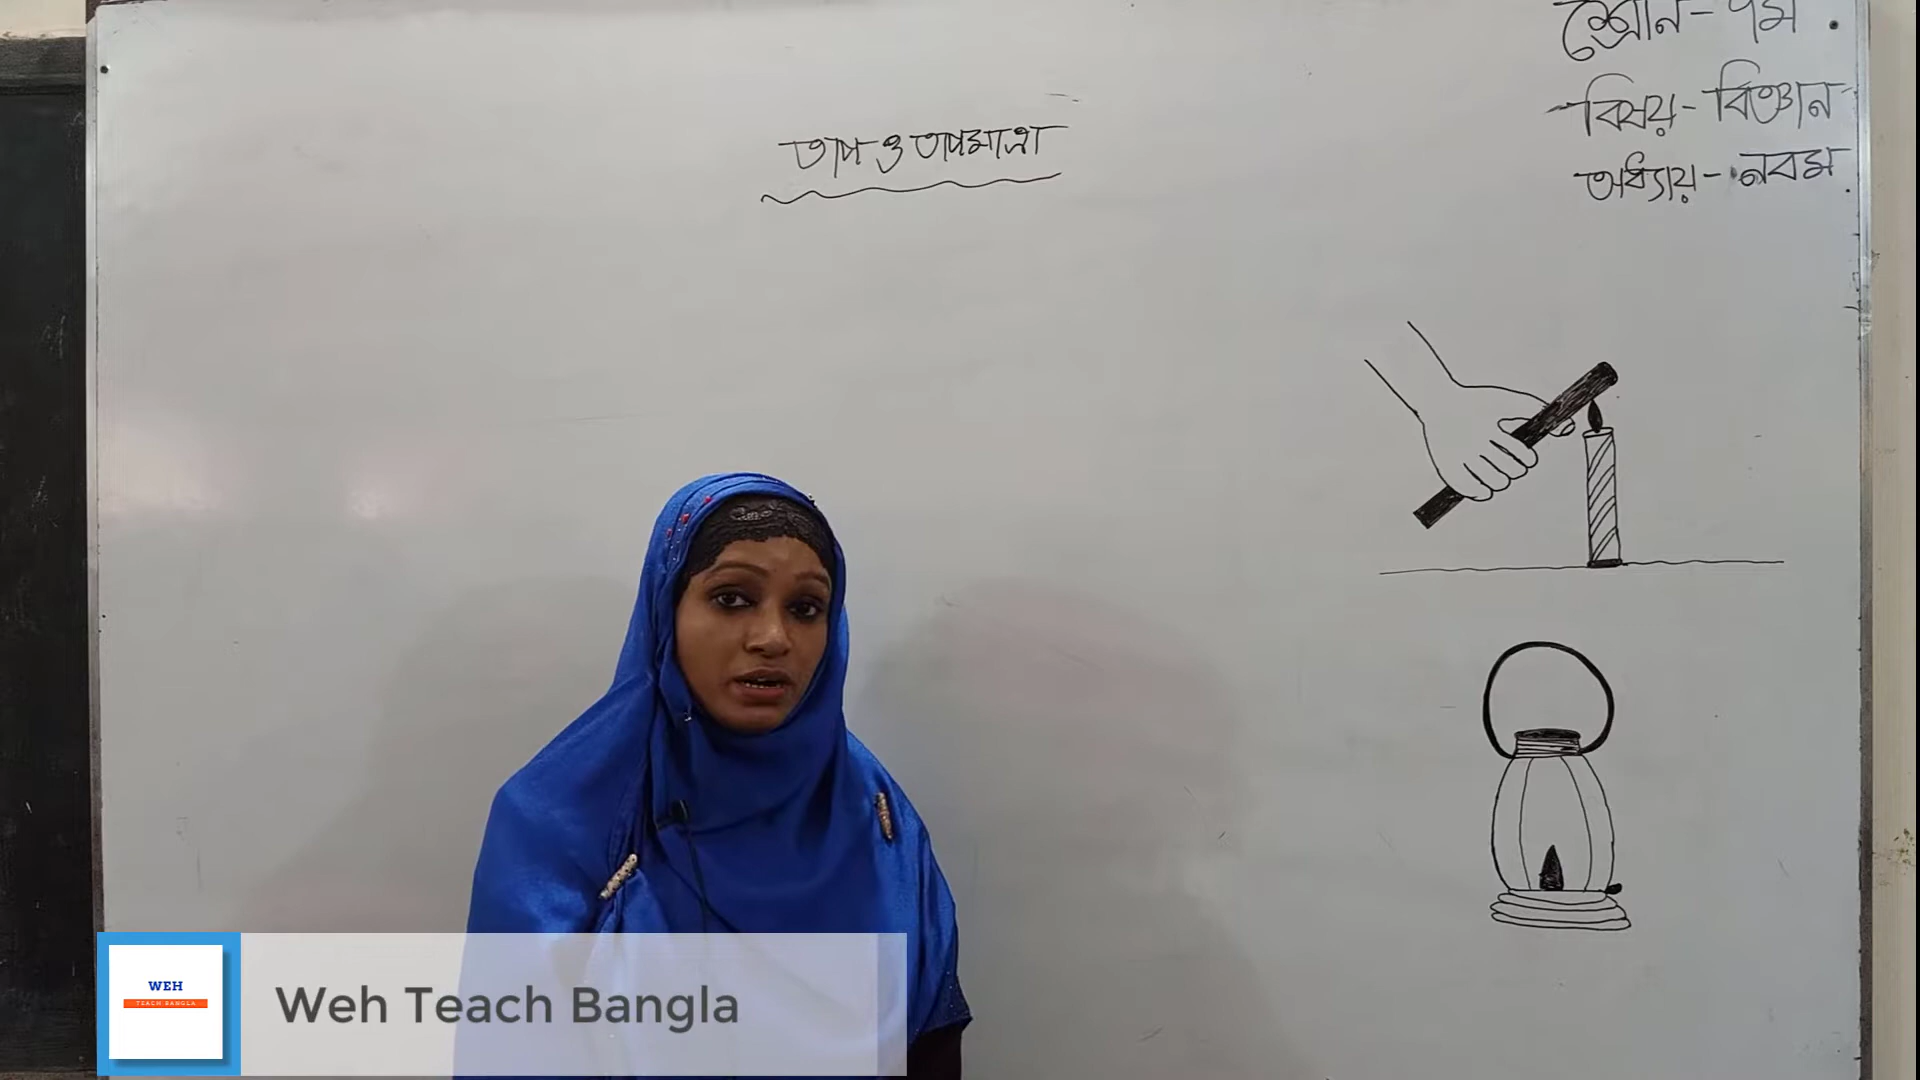 শ্রেণি - ৭ম
বিষয় - বিজ্ঞান
অধ্যায় - নবম
তাপ ও তাপমাত্রা
WEH
TEACH BANGLA
Weh Teach Bangla